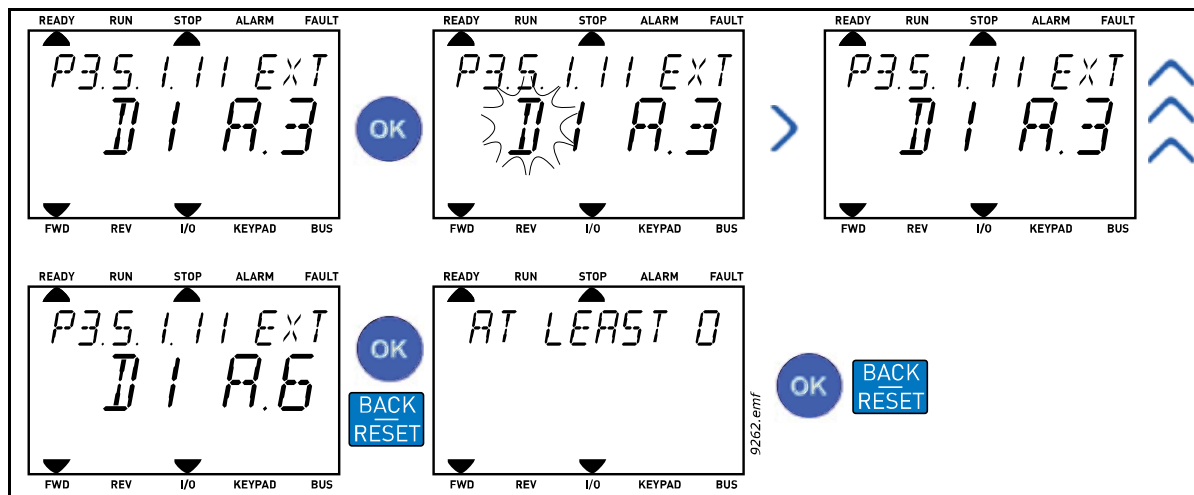 READY RUN STOP ALARM FAULT
P3.5.1.11 EXT
DI A.3
FWD REV I/O KEYPAD BUS
OK
READY RUN STOP ALARM FAULT
P3.5.1.11 EXT
DI A.3
FWD REV I/O KEYPAD BUS
READY RUN STOP ALARM FAULT
P3.5.1.11 EXT
DI A.3
FWD REV I/O KEYPAD BUS
READY RUN STOP ALARM FAULT
P3.5.1.11 EXT
DI A.6
FWD REV I/O KEYPAD BUS
OK
BACK
RESET
READY RUN STOP ALARM FAULT
AT LEAST 0
FWD REV I/O KEYPAD BUS
9262.emf
OK
BACK
RESET